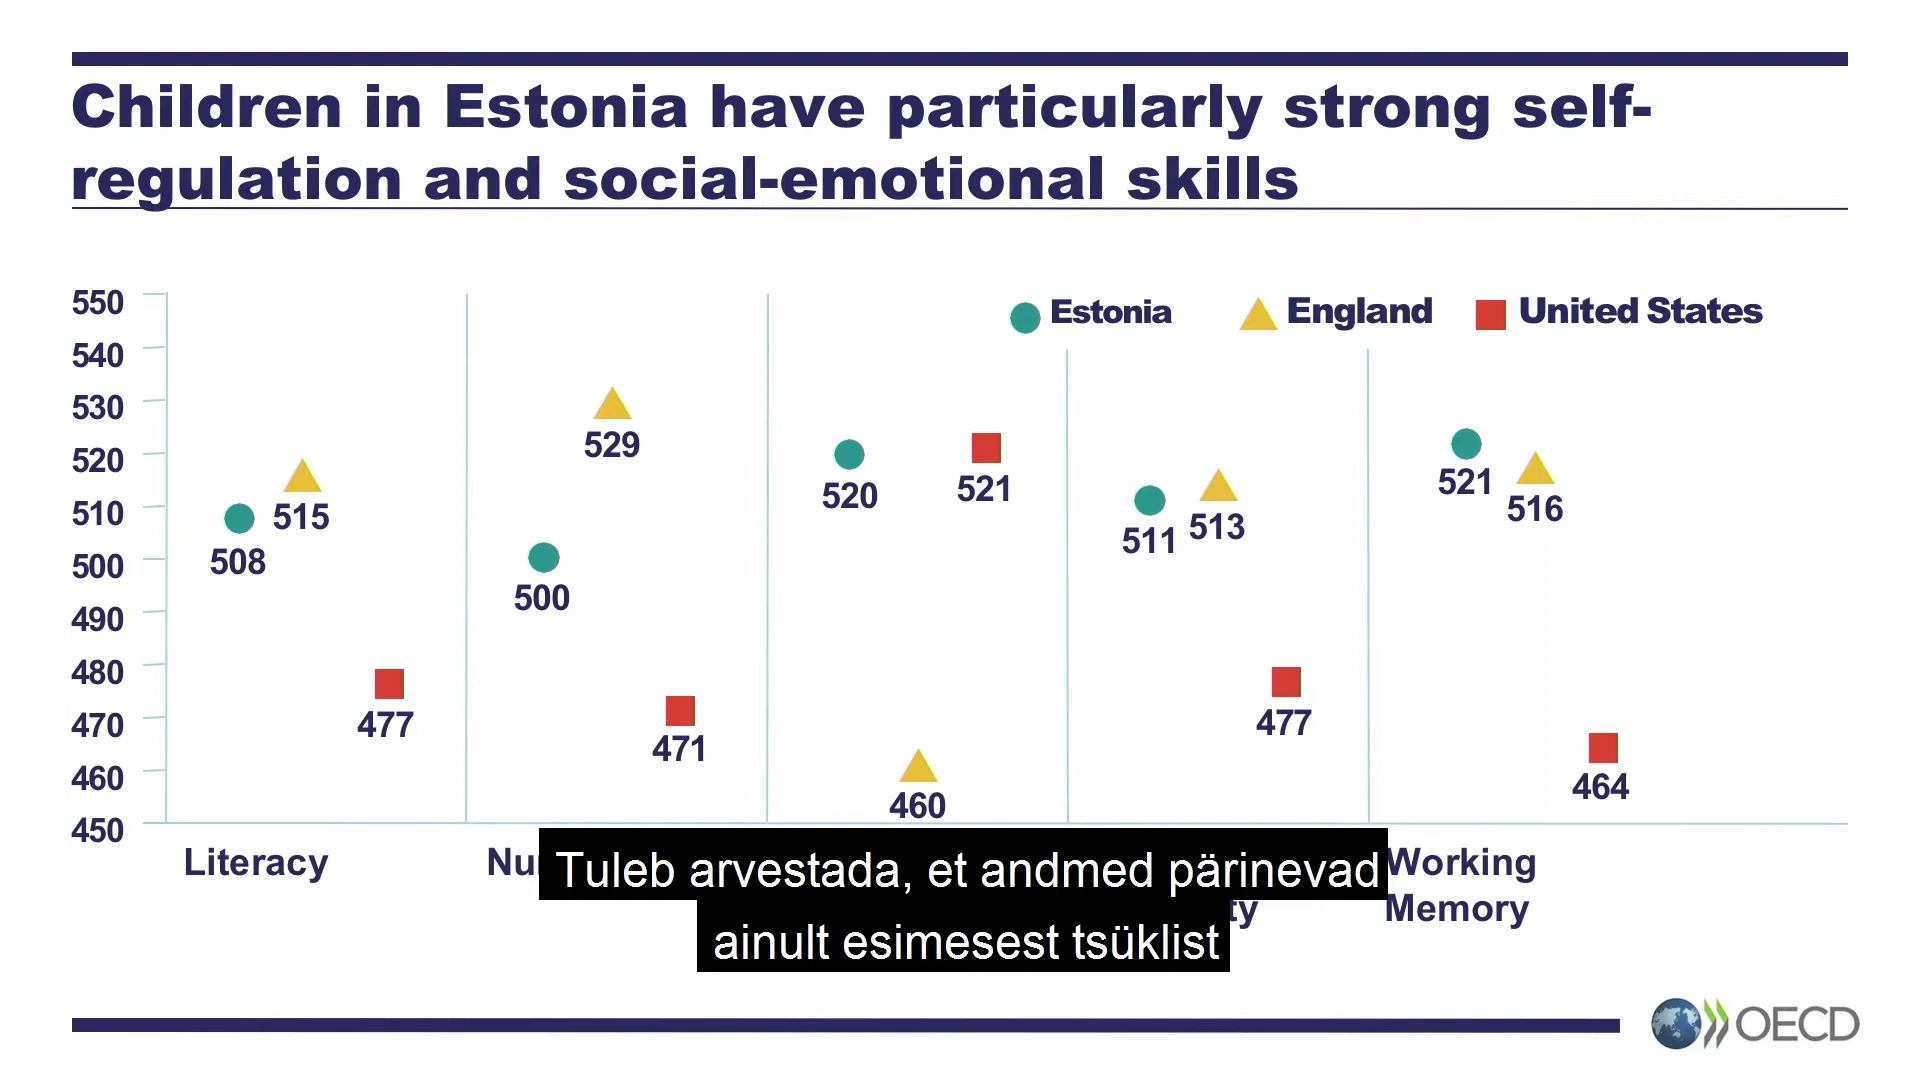 Children in Estonia have particularly strong self-
regulation and social-emotional skills
550
540
530
520
510
500
490
480
470
460
450
Estonia
England
United States
508
515
477
500
529
471
520
460
521
511
513
477
521
516
464
Literacy
Working
Memory
Tuleb arvestada, et andmed pärinevad
ainult esimesest tsüklist
OECD